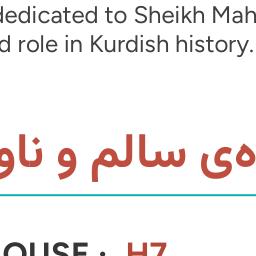 dedicated to Sheikh Mah
d role in Kurdish history.
ەی سالم و ناو
OUSE : H7